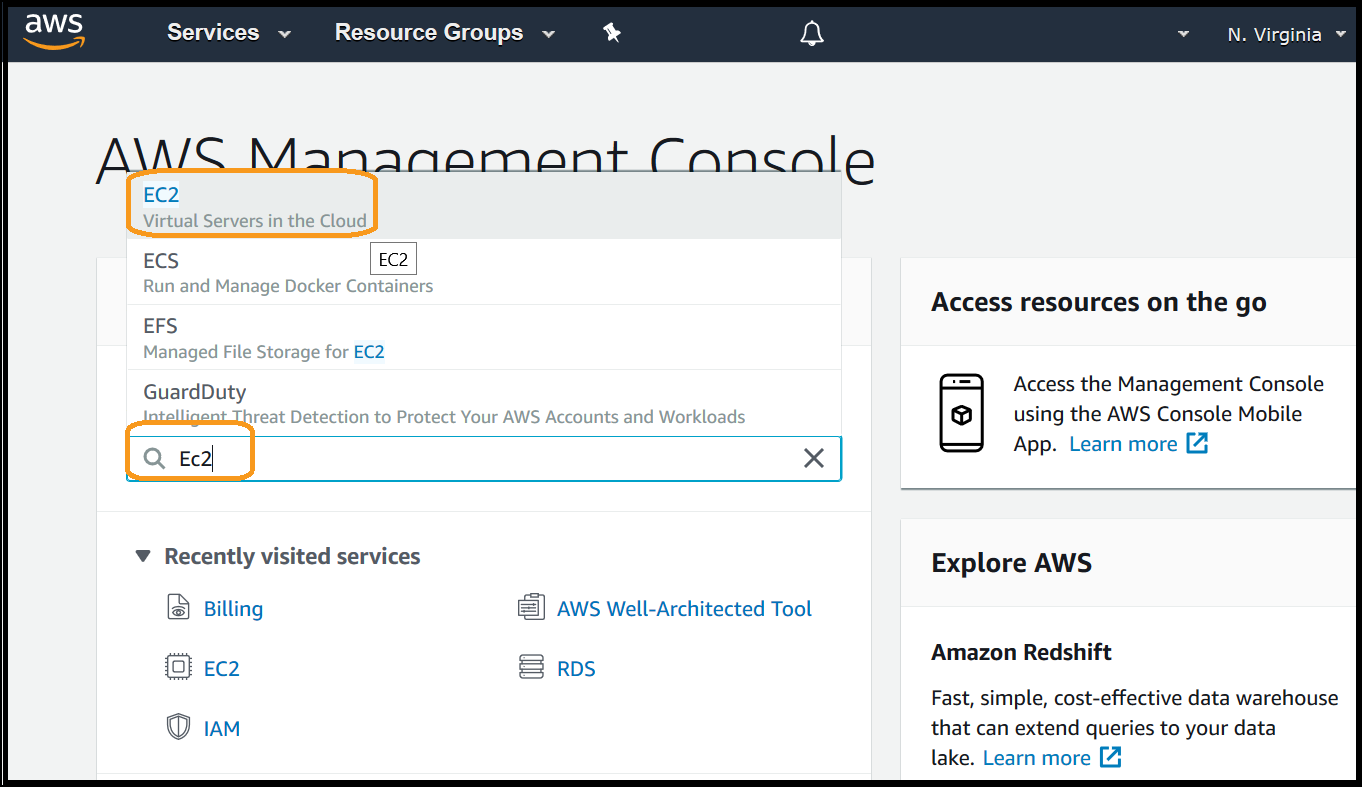 aws
Services
Resource Groups
N. Virginia
AWS Management Console
EC2
Virtual Servers in the Cloud
ECS
EC2
Run and Manage Docker Containers
EFS
Managed File Storage for EC2
GuardDuty
Intelligent Threat Detection to Protect Your AWS Accounts and Workloads
Ec2
Recently visited services
Billing
AWS Well-Architected Tool
EC2
RDS
IAM
Access resources on the go
Access the Management Console
using the AWS Console Mobile
App. Learn more
Explore AWS
Amazon Redshift
Fast, simple, cost-effective data warehouse
that can extend queries to your data
lake. Learn more